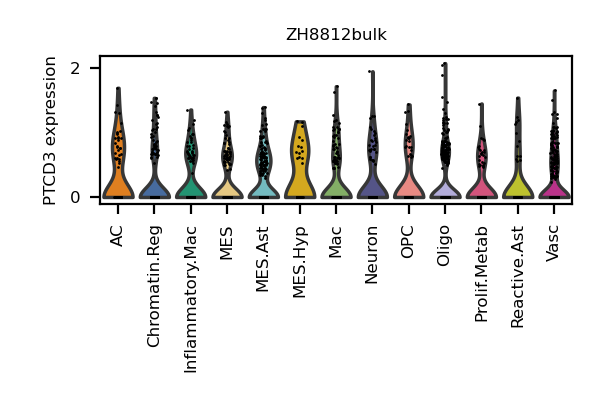 ZH8812bulk
PTCD3 expression
2
0
AC
Chromatin.Reg
Inflammatory.Mac
MES
MES.Ast
MES.Hyp
Mac
Neuron
OPC
Oligo
Prolif.Metab
Reactive.Ast
Vasc